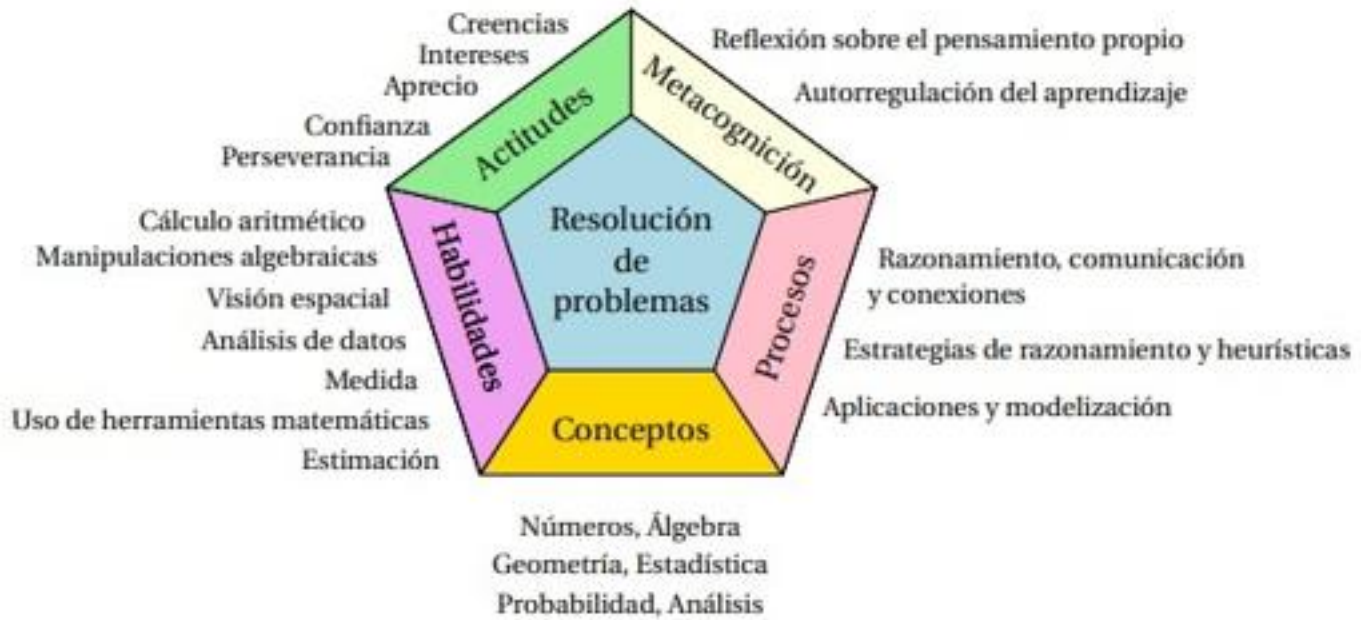 Creencias
Intereses
Aprecio
Confianza
Perseverancia
Actitudes
Metacognición
Reflexión sobre el pensamiento propio
Autorregulación del aprendizaje
Cálculo aritmético
Manipulaciones algebraicas
Visión espacial
Análisis de datos
Medida
Uso de herramientas matemáticas
Estimación
Habilidades
Resolución
de
problemas
Procesos
Razonamiento, comunicación
y conexiones
Estrategias de razonamiento y heurísticas
Aplicaciones y modelización
Conceptos
Números, Álgebra
Geometría, Estadística
Probabilidad, Análisis